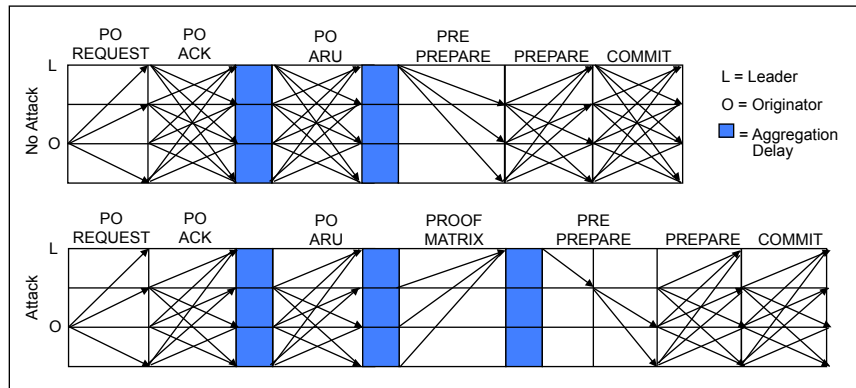 PO REQUEST
PO ACK
PO ARU
PRE PREPARE
PREPARE
COMMIT
L
O
No Attack
L = Leader
O = Originator
= Aggregation
Delay
PO REQUEST
PO ACK
PO ARU
PROOF MATRIX
PRE PREPARE
PREPARE
COMMIT
L
O
Attack